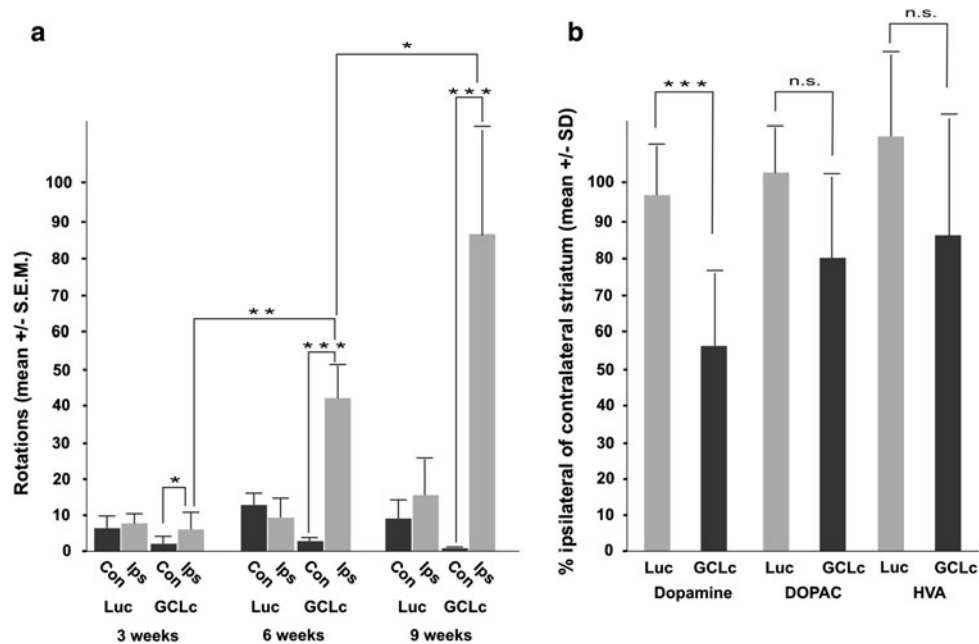 a
*
***
**
***
*
Rotations (mean +/- S.E.M.)
100
90
80
70
60
50
40
30
20
10
0
Con Ips Con Ips Con Ips Con Ips Con Ips Con Ips
Luc GCLc Luc GCLc Luc GCLc
3 weeks 6 weeks 9 weeks
b
n.s.
n.s.
***
% ipsilateral of contralateral striatum (mean +/- SD)
100
90
80
70
60
50
40
30
20
10
0
Luc GCLc Luc GCLc Luc GCLc
Dopamine DOPAC HVA